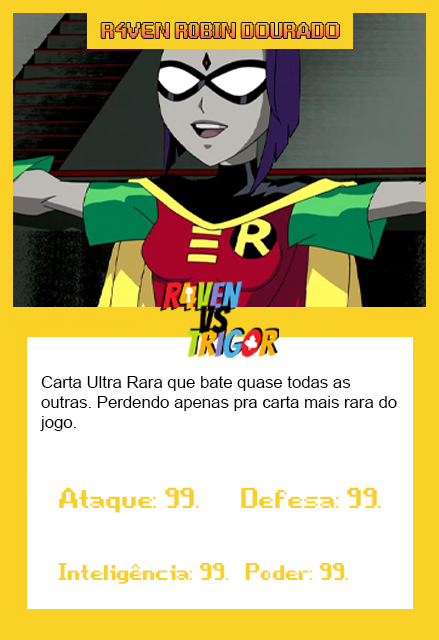 R4VEN ROBIN DOURADO
R
R4VEN
VS
TRIGOR
Carta Ultra Rara que bate quase todas as
outras. Perdendo apenas pra carta mais rara do
jogo.
Ataque: 99. Defesa: 99.
Inteligência: 99. Poder: 99.